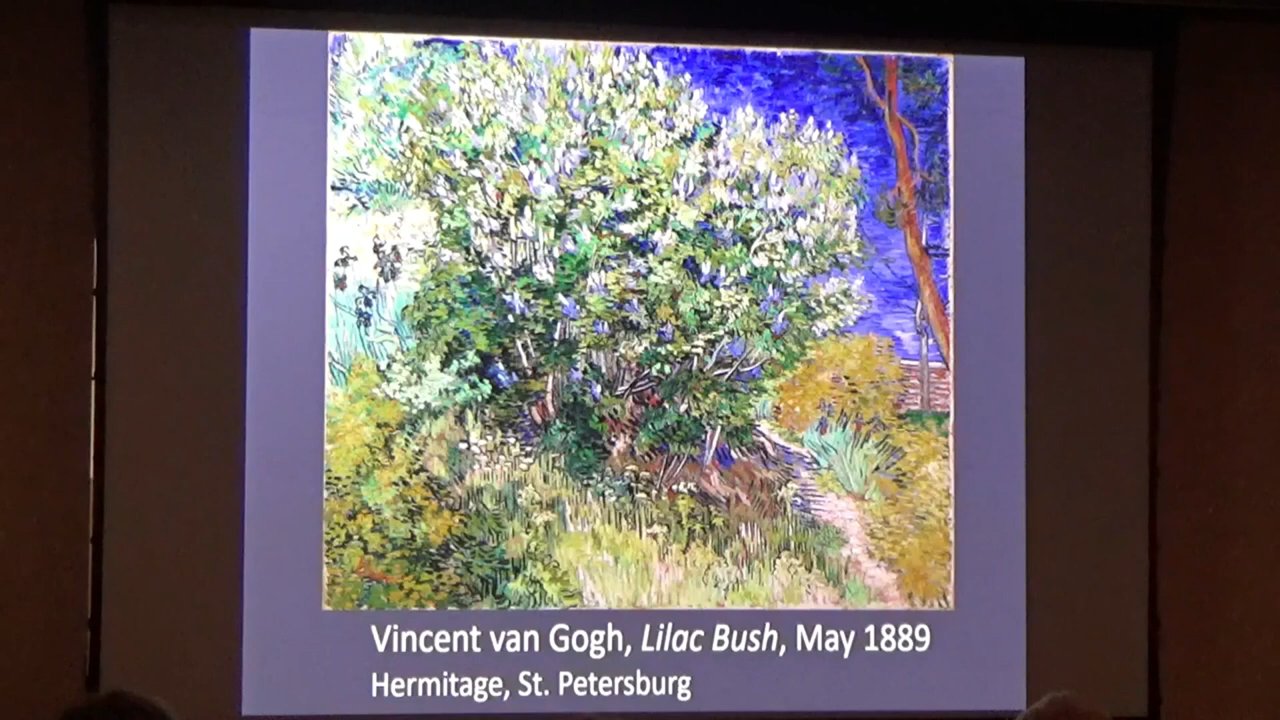 Vincent van Gogh, Lilac Bush, May 1889
Hermitage, St. Petersburg